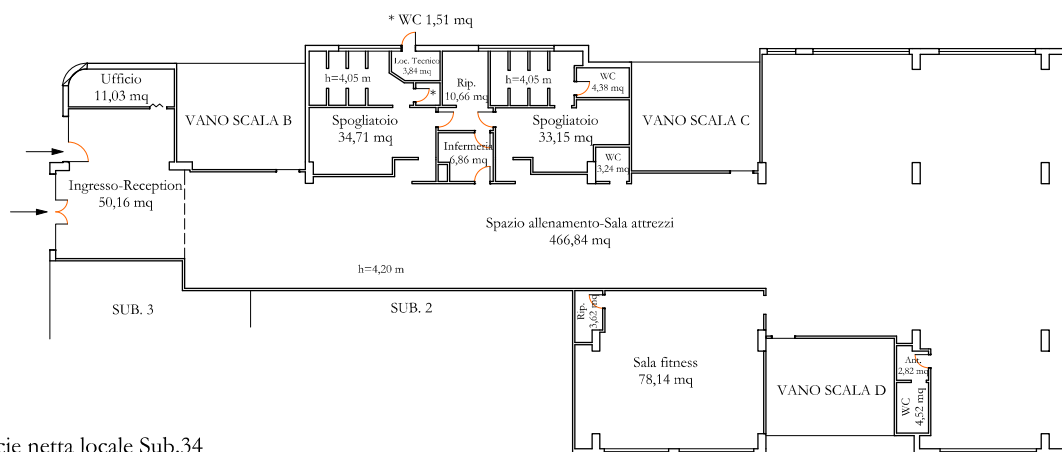 * WC 1,51 mq
Loc. Tecnico
3,84 mq
h=4,05 m
Rip.
10,66 mq
h=4,05 m
WC
4,38 mq
Ufficio
11,03 mq
*
VANO SCALA B
Spogliatoio
34,71 mq
Spogliatoio
33,15 mq
VANO SCALA C
Infermeria
6,86 mq
WC
3,24 mq
Ingresso-Reception
50,16 mq
Spazio allenamento-Sala attrezzi
466,84 mq
h=4,20 m
SUB. 3
SUB. 2
Rip.
3,62 mq
Sala fitness
78,14 mq
VANO SCALA D
Ant.
2,82 mq
WC
4,52 mq
cie netta locale Sub.34